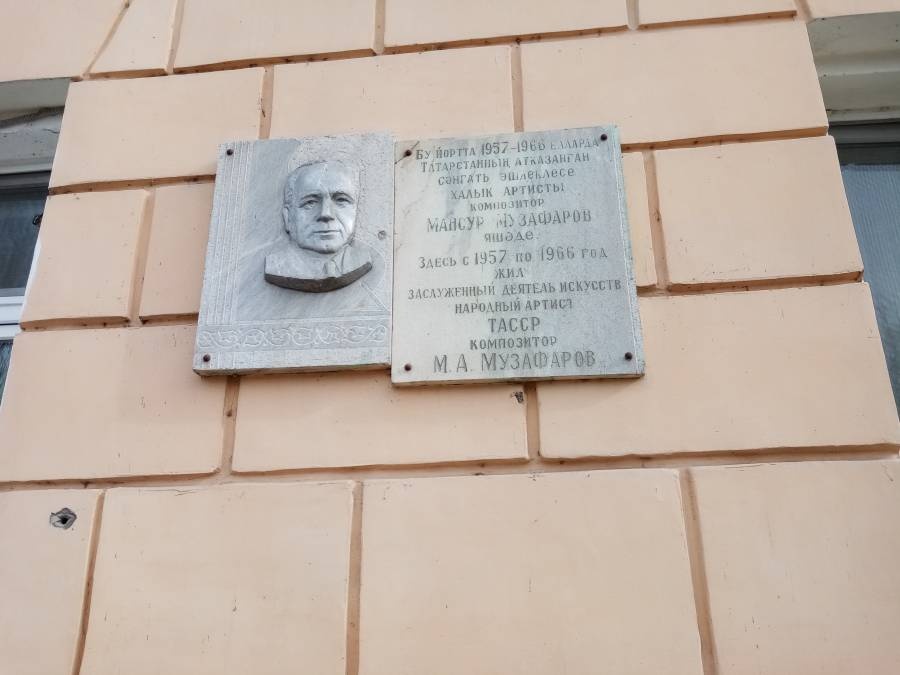 Бу йортта 1957-1966 елларда
Татарстанның атказанган
сәнгать эшлеклесе
халык артисты
композитор
Мансур Музафаров
яшәде.
Здесь с 1957 по 1966 год
жил
заслуженный деятель искусств
народный артист
ТАССР
композитор
М. А. Музафаров